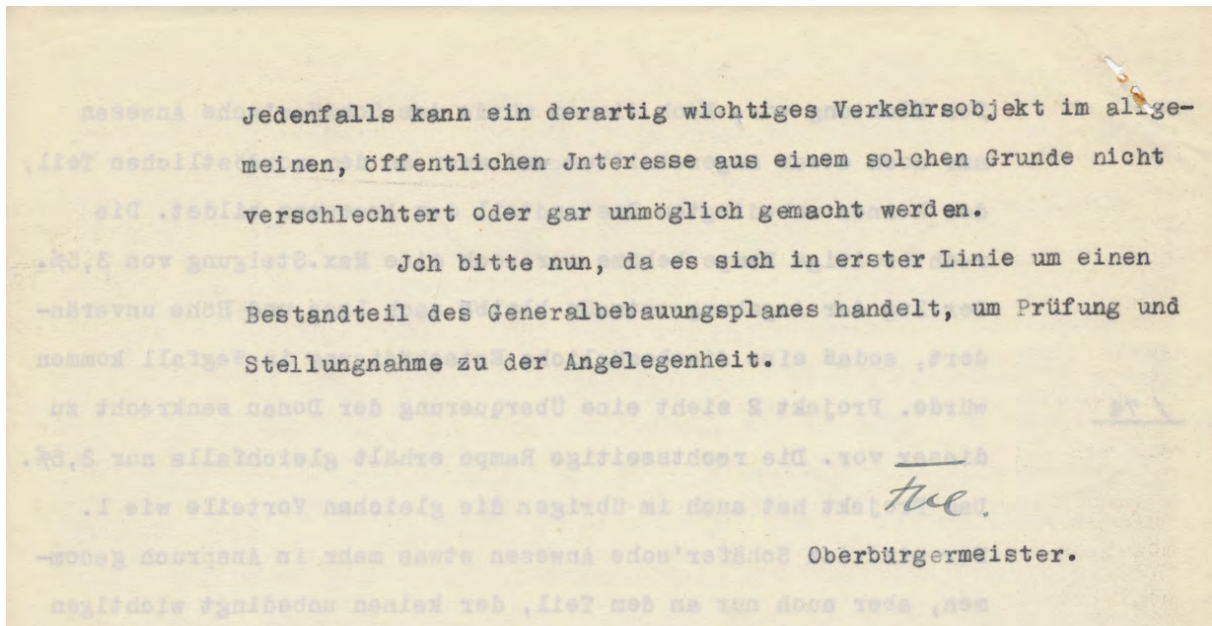 Jedenfalls kann ein derartig wichtiges Verkehrsobjekt im allge-
meinen, öffentlichen Jnteresse aus einem solchen Grunde nicht
verschlechtert oder gar unmöglich gemacht werden.
Jch bitte nun, da es sich in erster Linie um einen
Bestandteil des Generalbebauungsplanes handelt, um Prüfung und
Stellungnahme zu der Angelegenheit.
Oberbürgermeister.